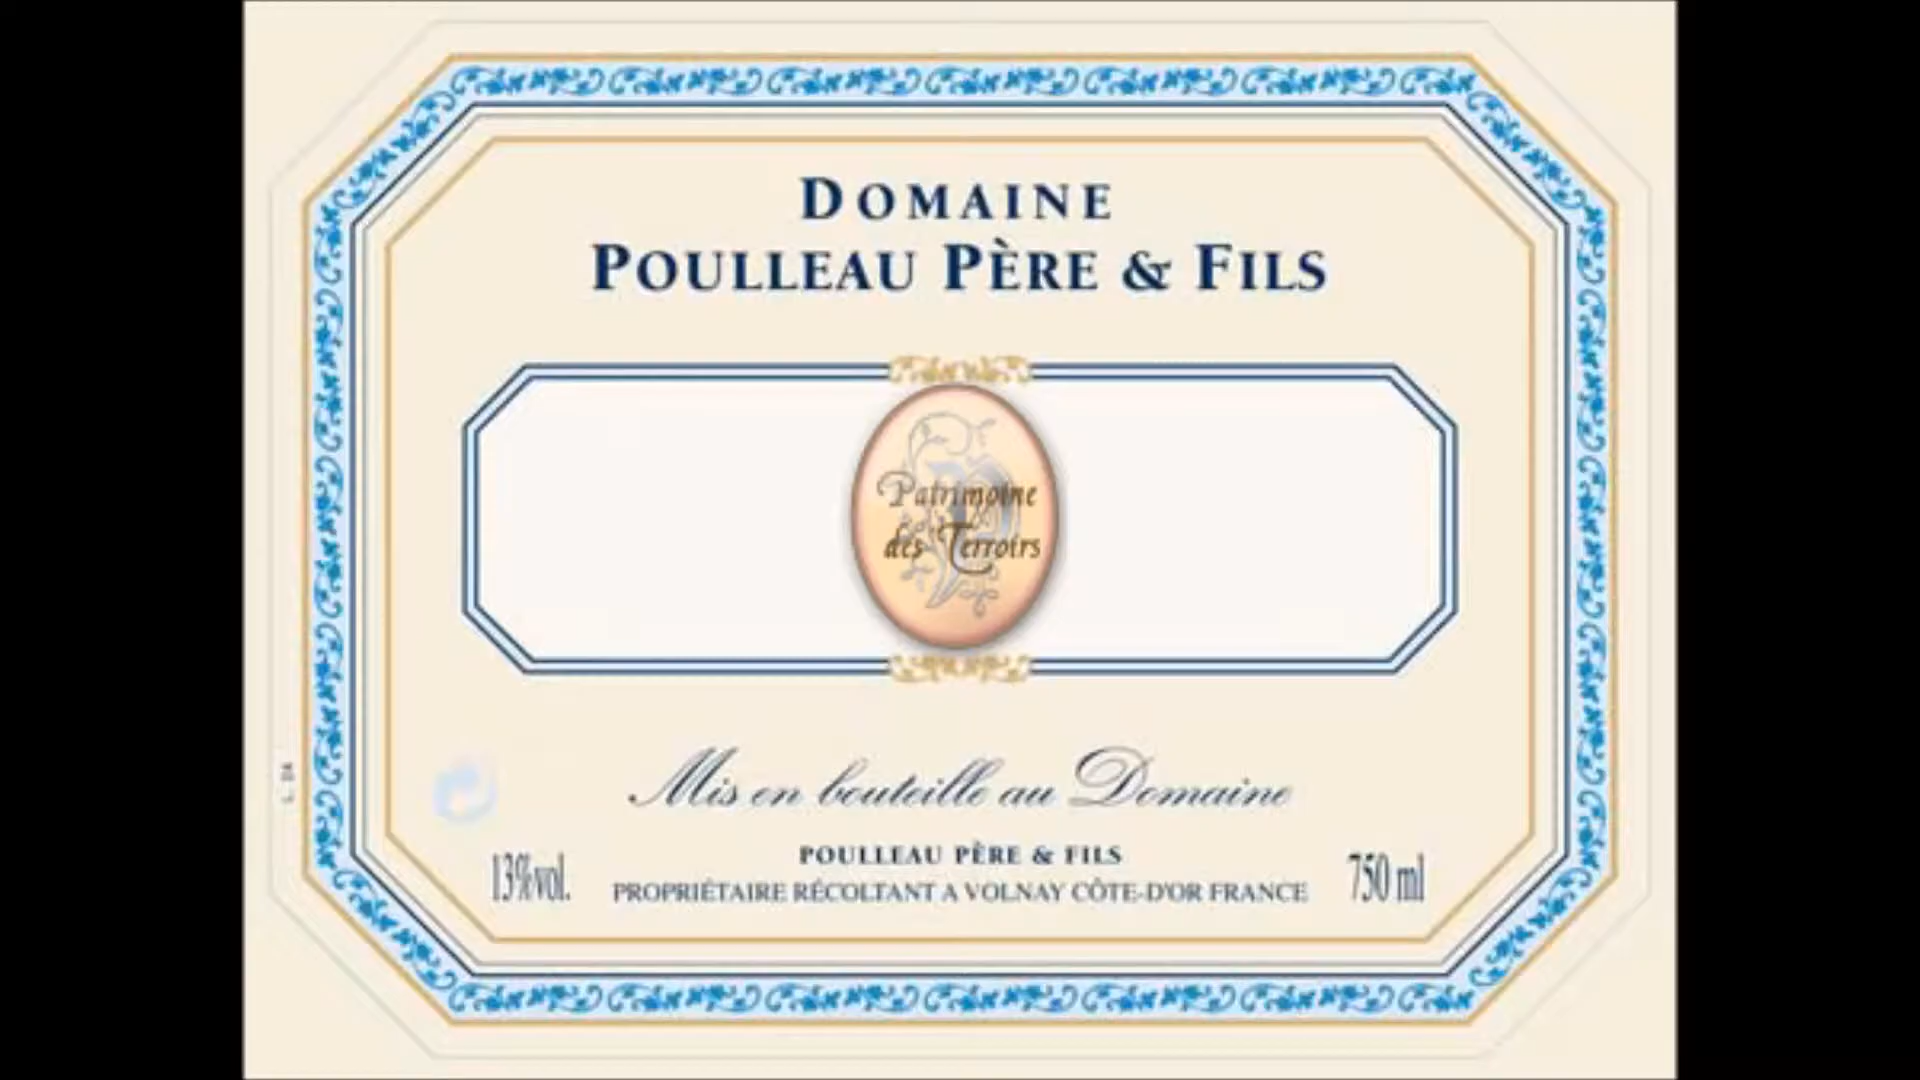 DOMAINE
POULLEAU PÈRE & FILS
Patrimoine
des Terroirs
Mis en bouteille au Domaine
POULLEAU PÈRE & FILS
13%vol.
PROPRIÉTAIRE RÉCOLTANT A VOLNAY CÔTE-D'OR FRANCE
750 ml